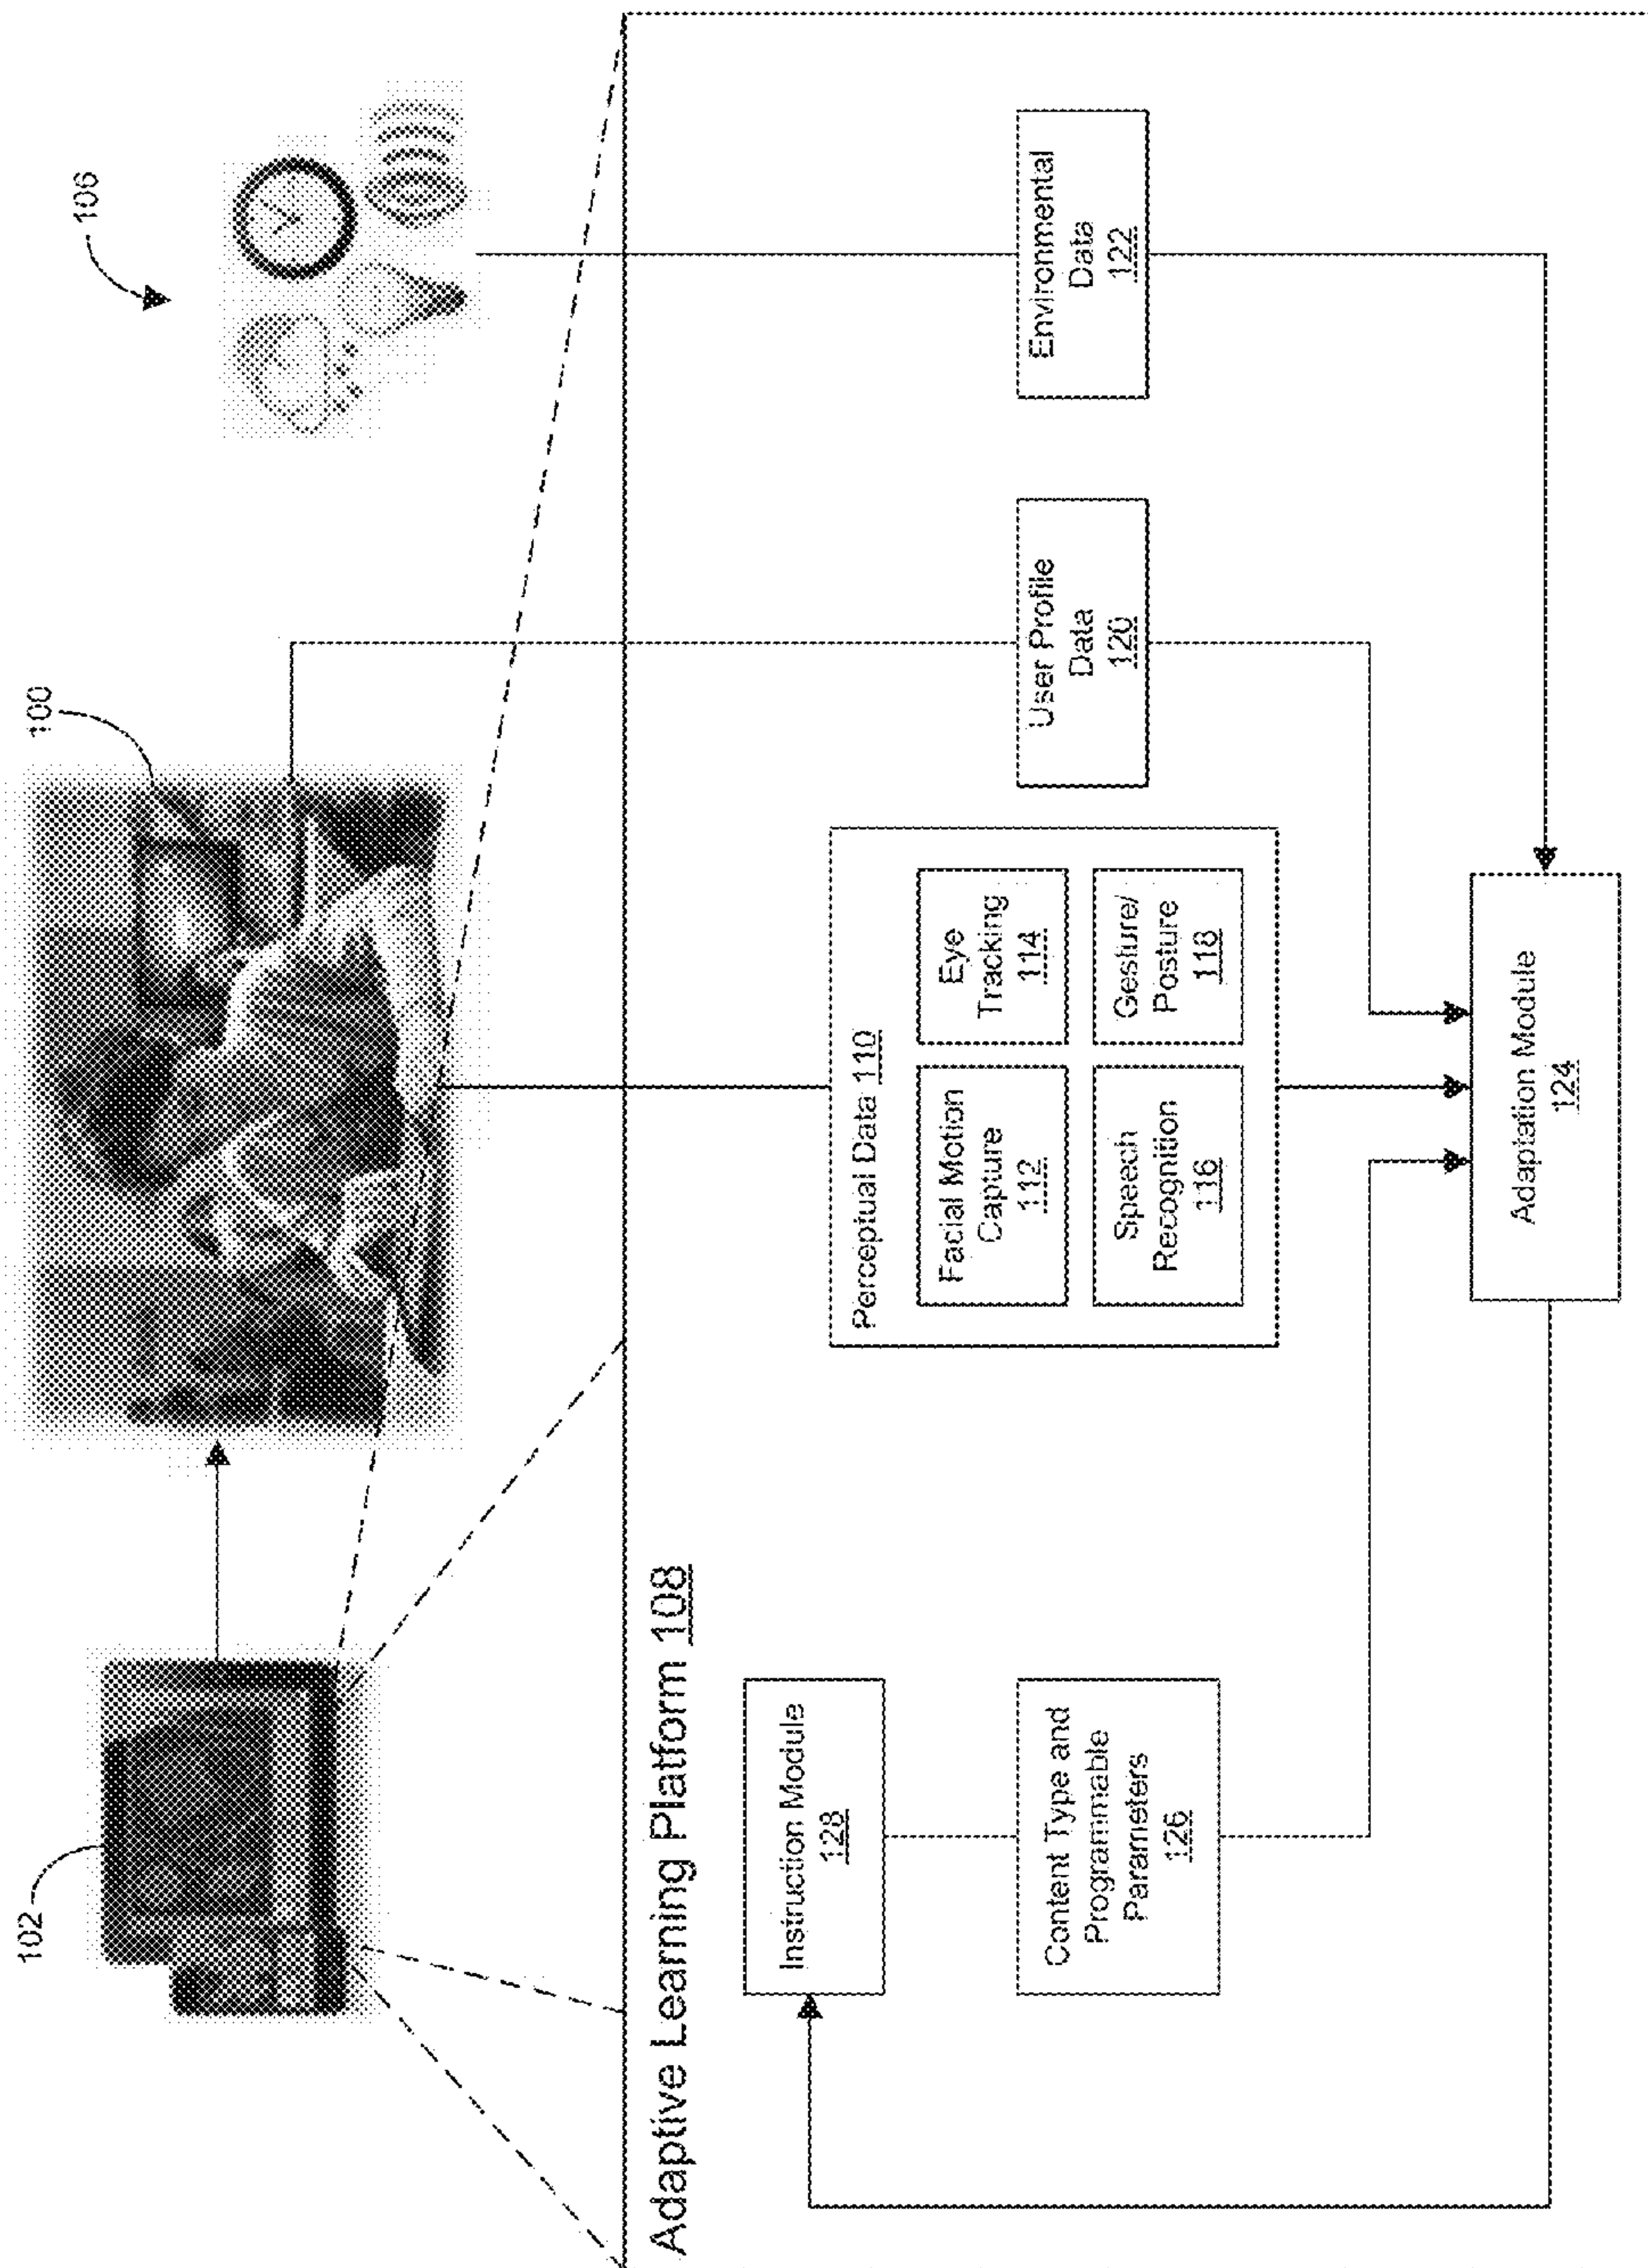 102
100
106
Adaptive Learning Platform 108
Instruction Module
128
Content Type and
Programmable
Parameters
126
Perceptual Data 110
Facial Motion
Capture
112
Eye
Tracking
114
Speech
Recognition
116
Gesture/
Posture
118
User Profile
Data
120
Environmental
Data
122
Adaptation Module
124